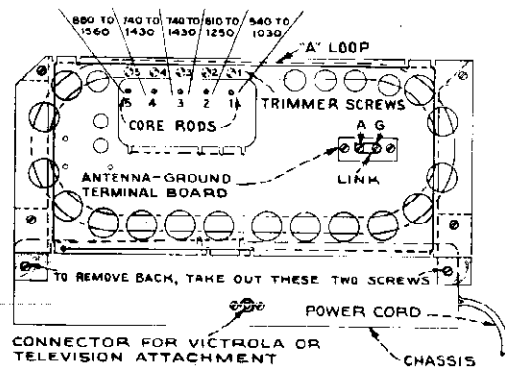 880 TO 1560
740 TO 1430
740 TO 1430
810 TO 1250
540 TO 1030
"A" LOOP
5 4 3 2 1
TRIMMER SCREWS
5 4 3 2 1
CORE RODS
A G
ANTENNA-GROUND
TERMINAL BOARD
LINK
TO REMOVE BACK, TAKE OUT THESE TWO SCREWS
POWER CORD
CONNECTOR FOR VICTROLA OR
TELEVISION ATTACHMENT
CHASSIS